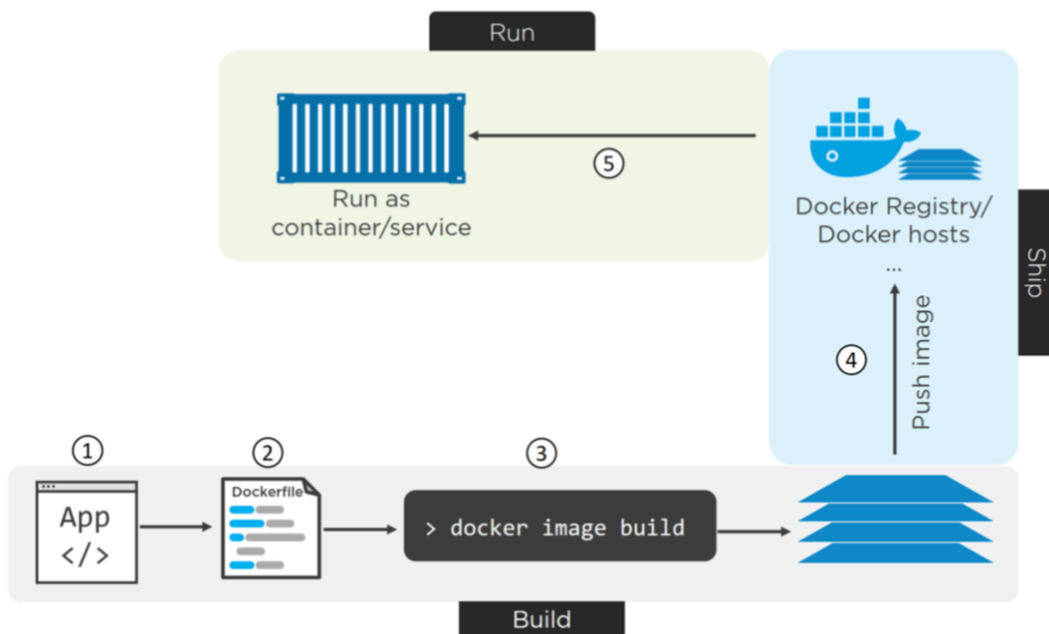 Run
Run as
container/service
⑤
Docker Registry/
Docker hosts
...
Ship
④
Push image
①
②
③
App
</>
Dockerfile
> docker image build
Build